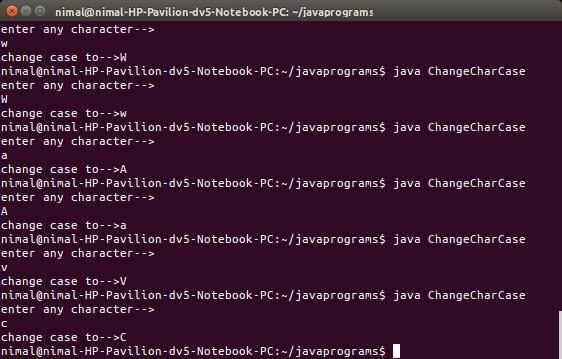 nimal@nimal-HP-Pavilion-dv5-Notebook-PC: ~/javaprograms
enter any character-->
w
change case to-->W
nimal@nimal-HP-Pavilion-dv5-Notebook-PC:~/javaprograms$ java ChangeCharCase
enter any character-->
W
change case to-->w
nimal@nimal-HP-Pavilion-dv5-Notebook-PC:~/javaprograms$ java ChangeCharCase
enter any character-->
a
change case to-->A
nimal@nimal-HP-Pavilion-dv5-Notebook-PC:~/javaprograms$ java ChangeCharCase
enter any character-->
A
change case to-->a
nimal@nimal-HP-Pavilion-dv5-Notebook-PC:~/javaprograms$ java ChangeCharCase
enter any character-->
v
change case to-->V
nimal@nimal-HP-Pavilion-dv5-Notebook-PC:~/javaprograms$ java ChangeCharCase
enter any character-->
c
change case to-->C
nimal@nimal-HP-Pavilion-dv5-Notebook-PC:~/javaprograms$